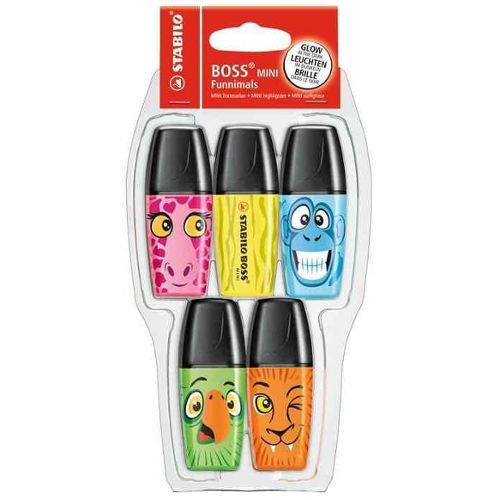 STABILO
BOSS® MINI
Funnimals
MINI Textmarker • MINI highlighter • MINI surligneur
GLOW
IN THE DARK
LEUCHTEN
IM DUNKELN
BRILLE
DANS LE NOIR
STABILO BOSS
MINI